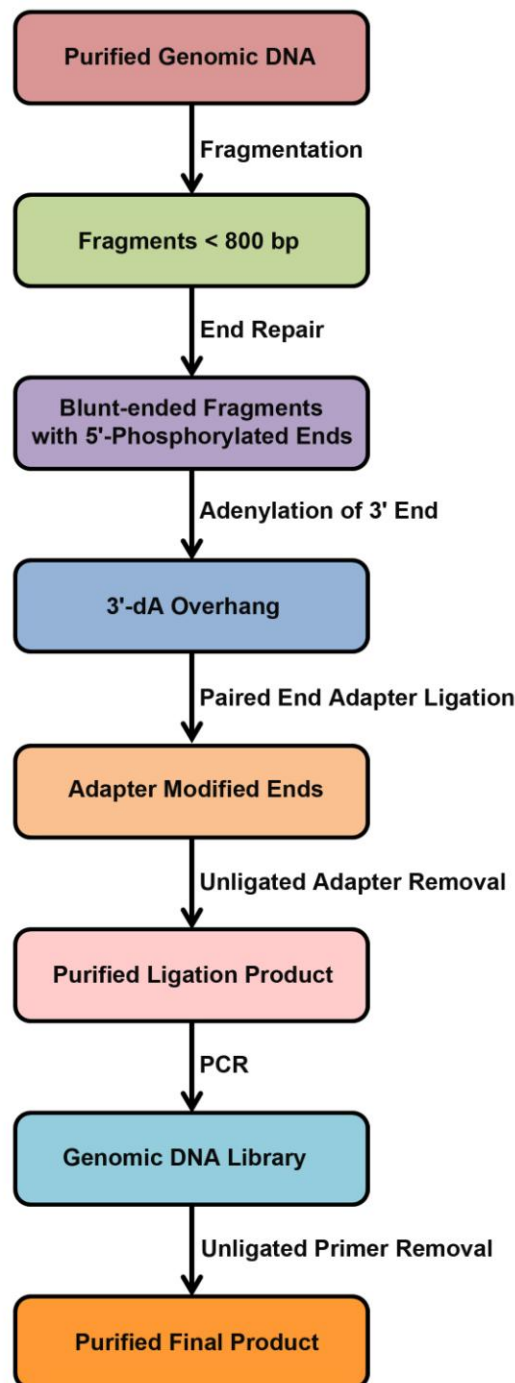 Purified Genomic DNA
Fragmentation
Fragments < 800 bp
End Repair
Blunt-ended Fragments
with 5'-Phosphorylated Ends
Adenylation of 3' End
3'-dA Overhang
Paired End Adapter Ligation
Adapter Modified Ends
Unligated Adapter Removal
Purified Ligation Product
PCR
Genomic DNA Library
Unligated Primer Removal
Purified Final Product